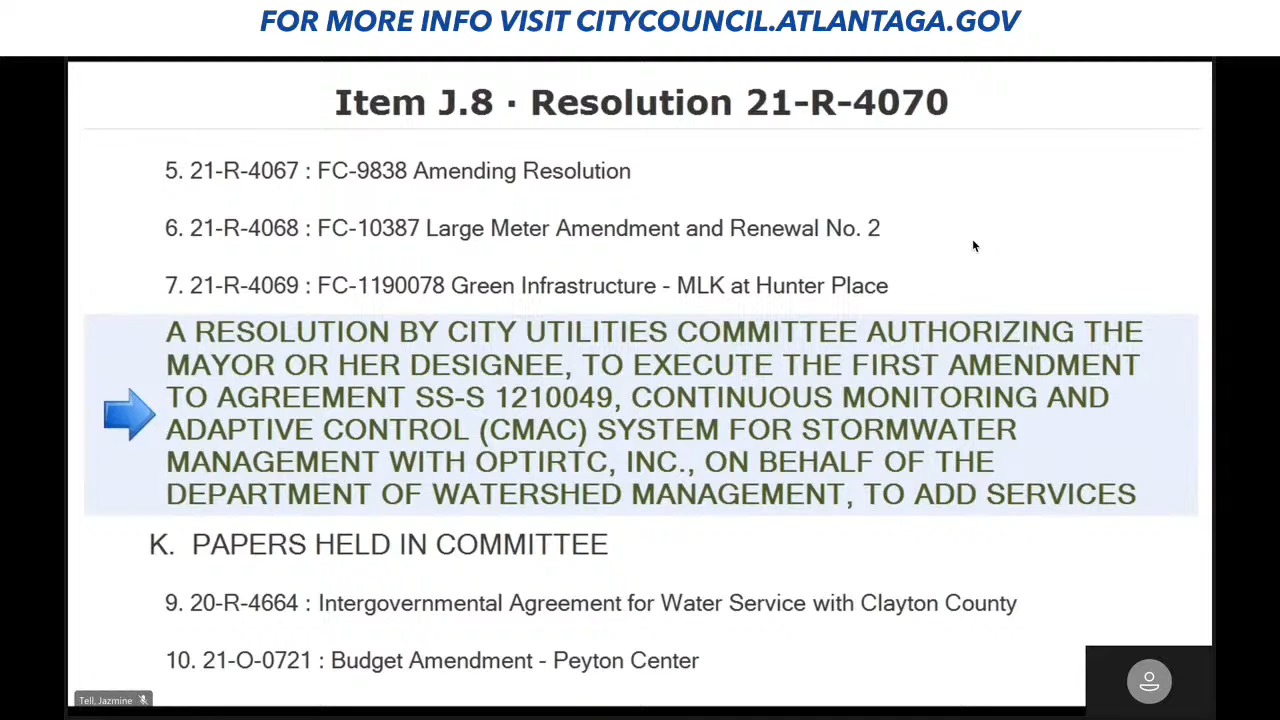 FOR MORE INFO VISIT CITYCOUNCIL.ATLANTAGA.GOV
Item J.8 · Resolution 21-R-4070
5. 21-R-4067 : FC-9838 Amending Resolution
6. 21-R-4068 : FC-10387 Large Meter Amendment and Renewal No. 2
7. 21-R-4069 : FC-1190078 Green Infrastructure - MLK at Hunter Place
A RESOLUTION BY CITY UTILITIES COMMITTEE AUTHORIZING THE
MAYOR OR HER DESIGNEE, TO EXECUTE THE FIRST AMENDMENT
TO AGREEMENT SS-S 1210049, CONTINUOUS MONITORING AND
ADAPTIVE CONTROL (CMAC) SYSTEM FOR STORMWATER
MANAGEMENT WITH OPTIRTC, INC., ON BEHALF OF THE
DEPARTMENT OF WATERSHED MANAGEMENT, TO ADD SERVICES
K. PAPERS HELD IN COMMITTEE
9. 20-R-4664 : Intergovernmental Agreement for Water Service with Clayton County
10. 21-O-0721 : Budget Amendment - Peyton Center
Tell, Jazmine